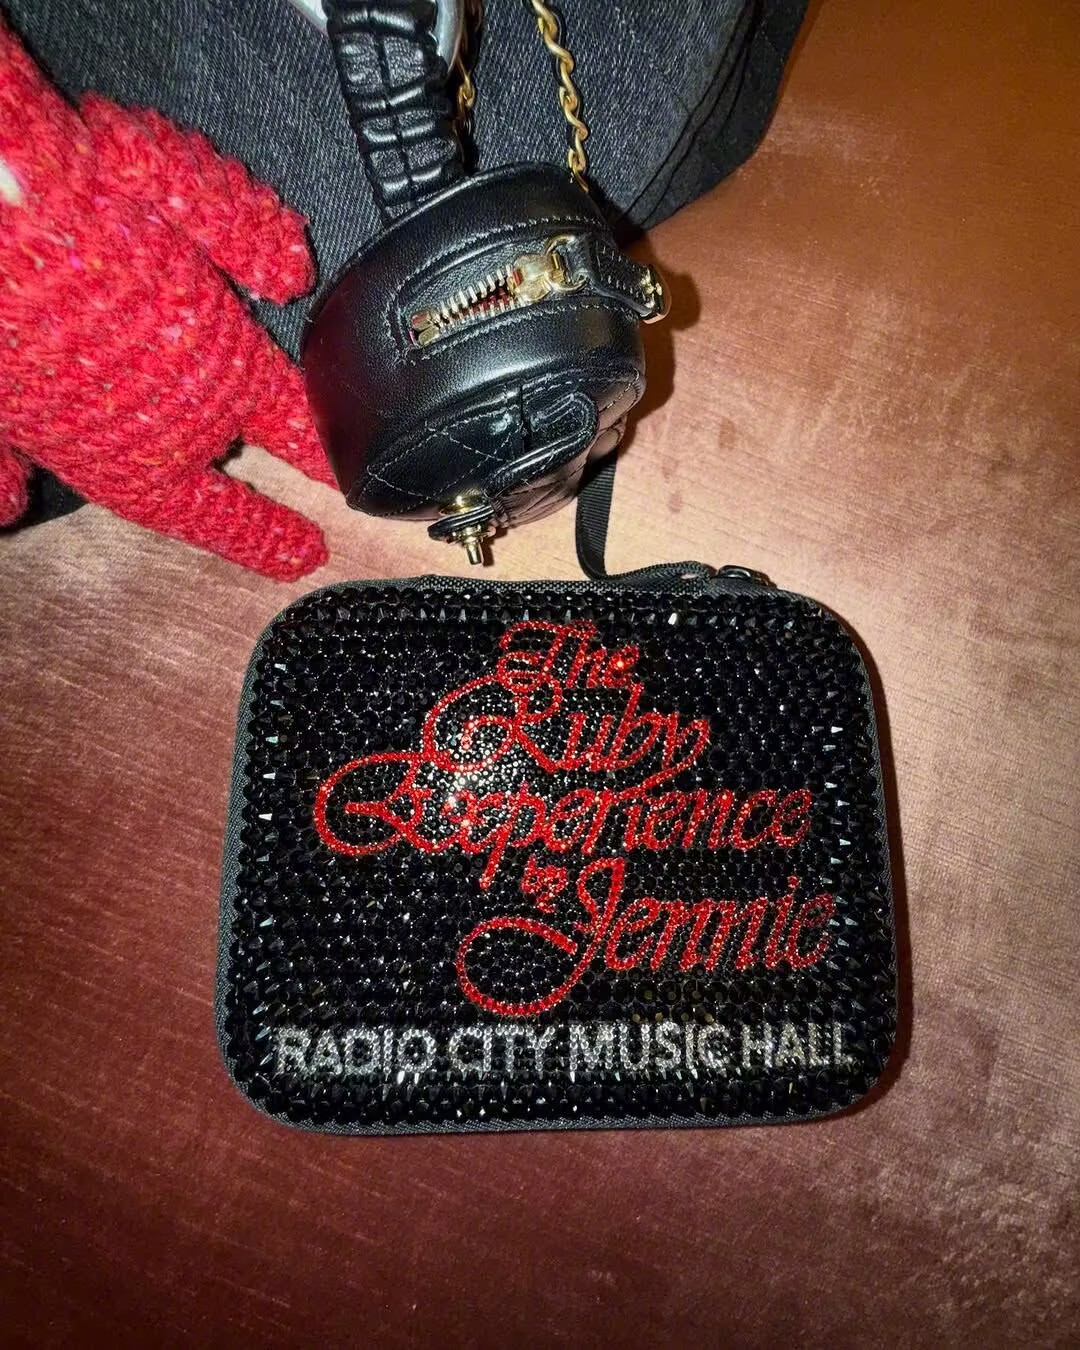 The
Ruby
Experience
by
Jennie
RADIO CITY MUSIC HALL